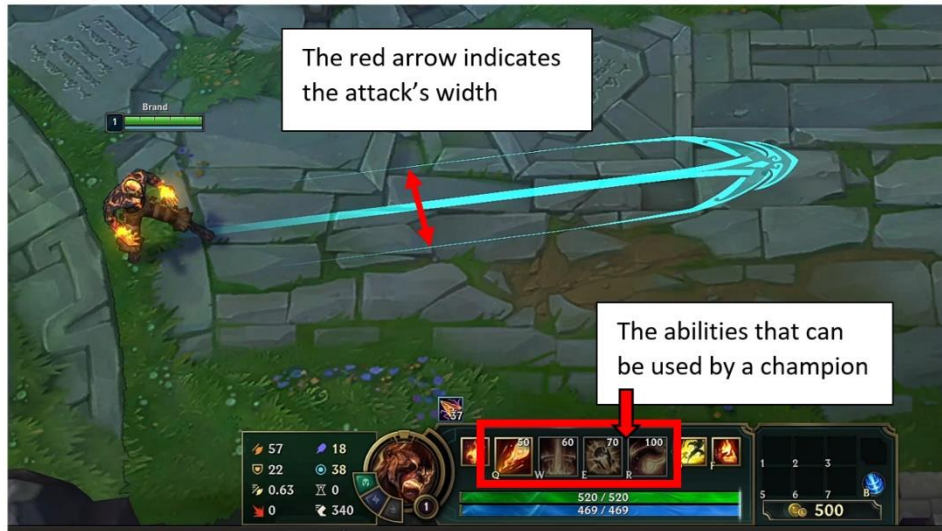 The red arrow indicates
the attack's width
Brand
1
The abilities that can
be used by a champion
37
57 18
22 38
0.63 0
0 340
50 60 70 100
Q W E R F
1
520 / 520
469 / 469
1 2 3
5 6 7 B
500